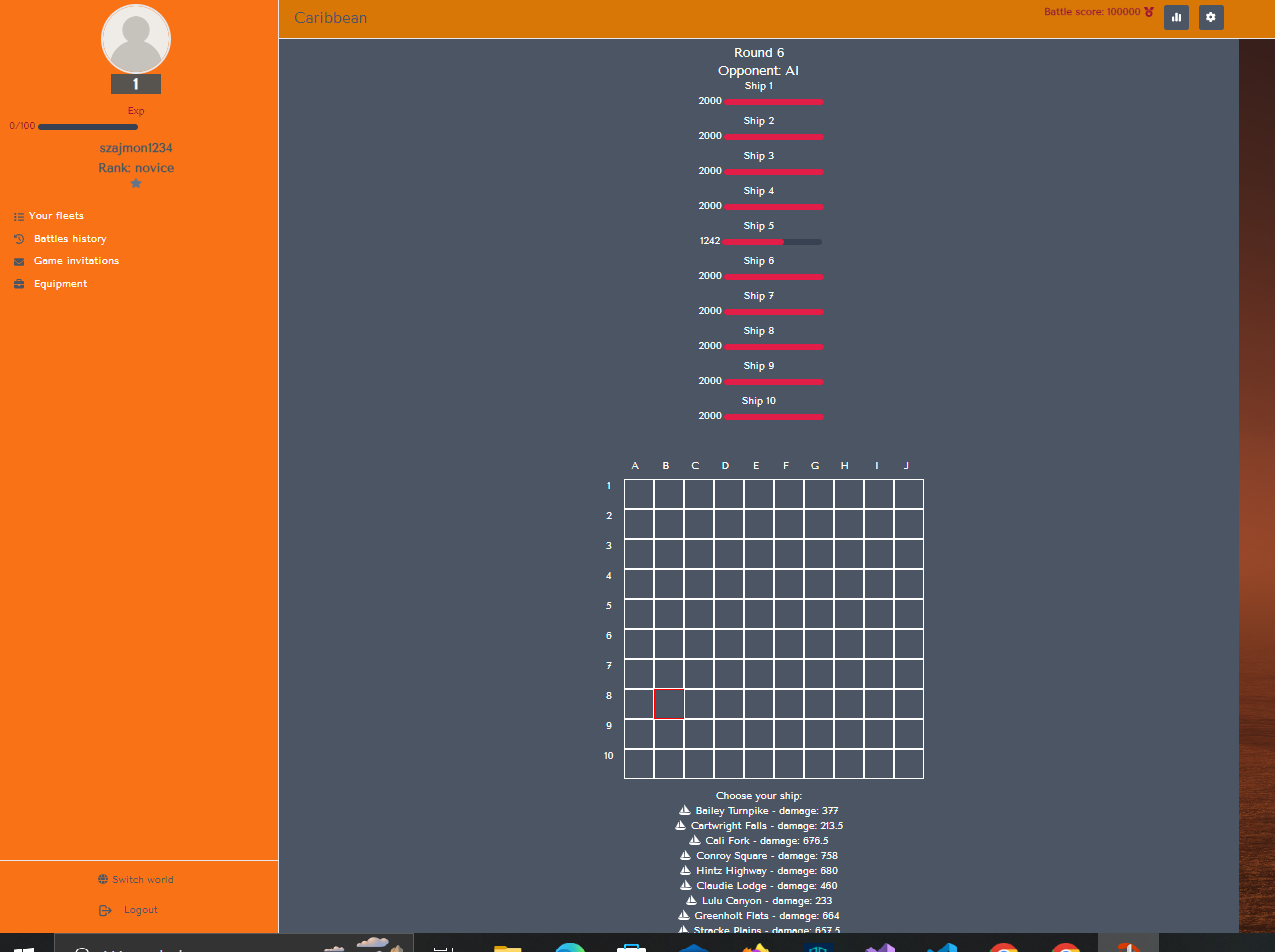 1
Exp
0/100
szajmon1234
Rank: novice
Your fleets
Battles history
Game invitations
Equipment
Switch world
Logout
Caribbean
Battle score: 100000
Round 6
Opponent: AI
Ship 1
2000
Ship 2
2000
Ship 3
2000
Ship 4
2000
Ship 5
1242
Ship 6
2000
Ship 7
2000
Ship 8
2000
Ship 9
2000
Ship 10
2000
A B C D E F G H I J
1
2
3
4
5
6
7
8
9
10
Choose your ship:
Bailey Turnpike - damage: 377
Cartwright Falls - damage: 213.5
Cali Fork - damage: 676.5
Conroy Square - damage: 758
Hintz Highway - damage: 680
Claudie Lodge - damage: 460
Lulu Canyon - damage: 233
Greenholt Flats - damage: 664
Stracke Plains - damage: 657.5